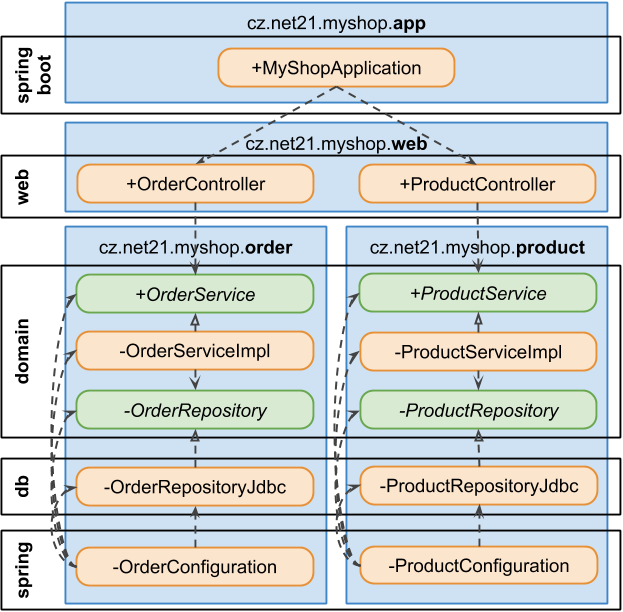 cz.net21.myshop.app
spring
boot
+MyShopApplication
cz.net21.myshop.web
web
+OrderController
+ProductController
cz.net21.myshop.order
cz.net21.myshop.product
domain
+OrderService
+ProductService
-OrderServiceImpl
-ProductServiceImpl
-OrderRepository
-ProductRepository
db
-OrderRepositoryJdbc
-ProductRepositoryJdbc
spring
-OrderConfiguration
-ProductConfiguration